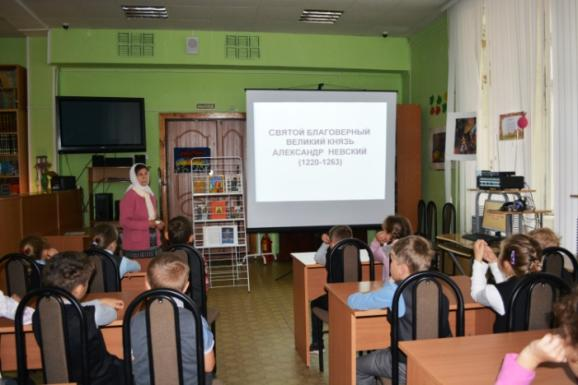 СВЯТОЙ БЛАГОВЕРНЫЙ
ВЕЛИКИЙ КНЯЗЬ
АЛЕКСАНДР НЕВСКИЙ
(1220-1263)